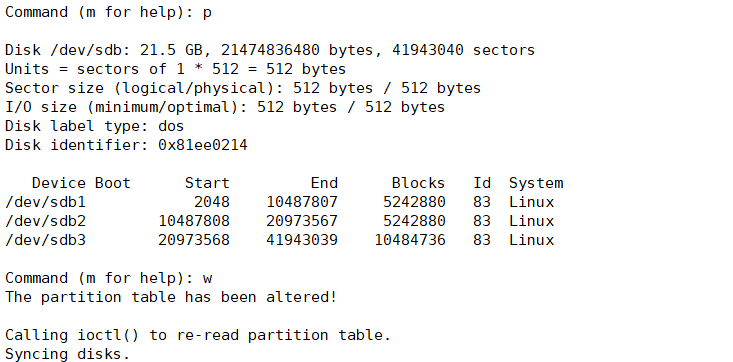 Command (m for help): p
Disk /dev/sdb: 21.5 GB, 21474836480 bytes, 41943040 sectors
Units = sectors of 1 * 512 = 512 bytes
Sector size (logical/physical): 512 bytes / 512 bytes
I/O size (minimum/optimal): 512 bytes / 512 bytes
Disk label type: dos
Disk identifier: 0x81ee0214
Device Boot      Start         End      Blocks   Id  System
/dev/sdb1            2048    10487807     5242880   83  Linux
/dev/sdb2        10487808    20973567     5242880   83  Linux
/dev/sdb3        20973568    41943039    10484736   83  Linux
Command (m for help): w
The partition table has been altered!
Calling ioctl() to re-read partition table.
Syncing disks.